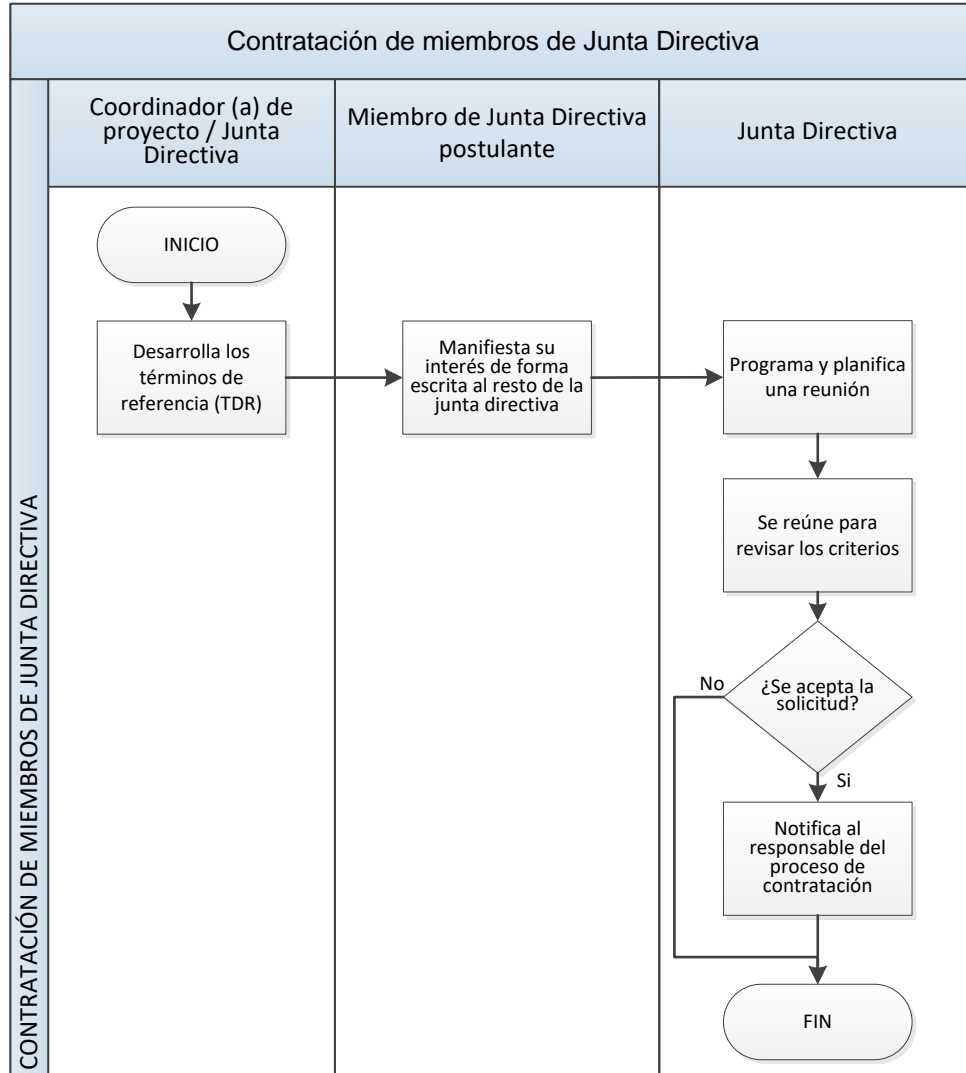 Contratación de miembros de Junta Directiva
CONTRATACIÓN DE MIEMBROS DE JUNTA DIRECTIVA
Coordinador (a) de
proyecto / Junta
Directiva
Miembro de Junta Directiva
postulante
Junta Directiva
INICIO
Desarrolla los
términos de
referencia (TDR)
Manifiesta su
interés de forma
escrita al resto de la
junta directiva
Programa y planifica
una reunión
Se reúne para
revisar los criterios
¿Se acepta la
solicitud?
No
Si
Notifica al
responsable del
proceso de
contratación
FIN